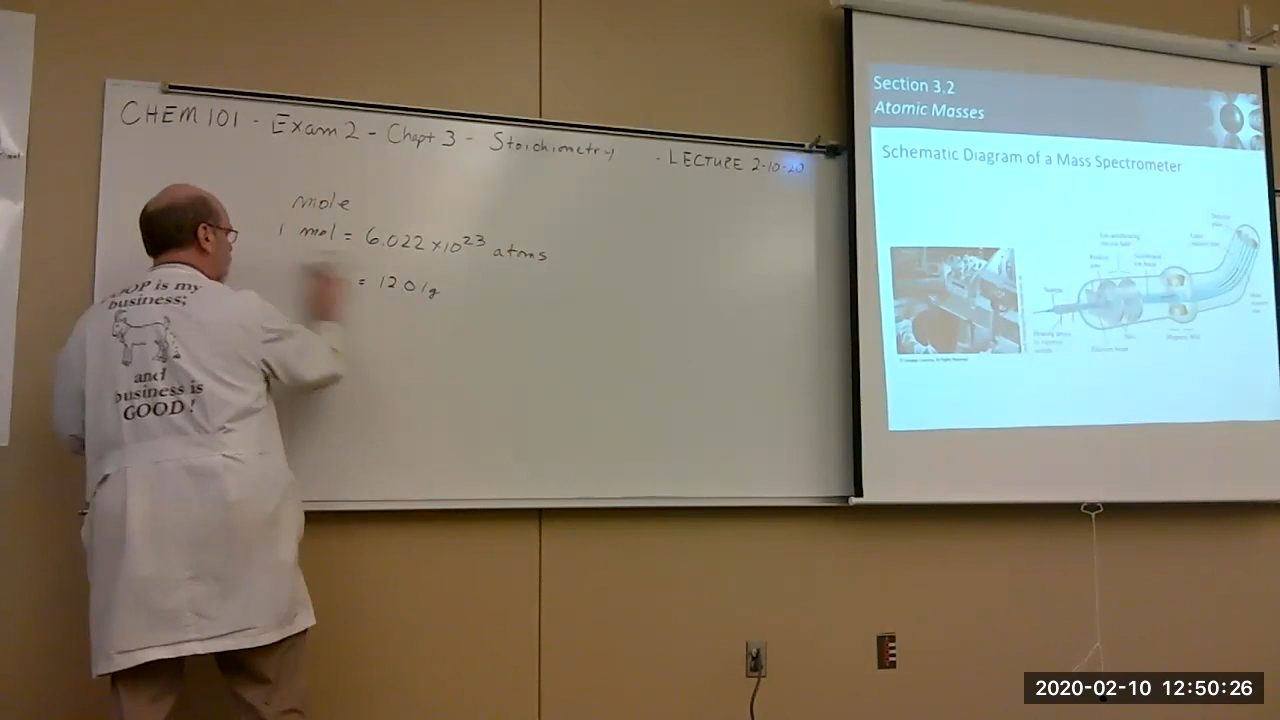 CHEM 101 - Exam 2 - Chapt 3 - Stoichiometry - LECTURE 2-10-20
mole
1 mol = 6.022 x 10²³ atoms
= 12.01g
OOP is my
business;
and
business is
GOOD!
Section 3.2
Atomic Masses
Schematic Diagram of a Mass Spectrometer
2020-02-10 12:50:26